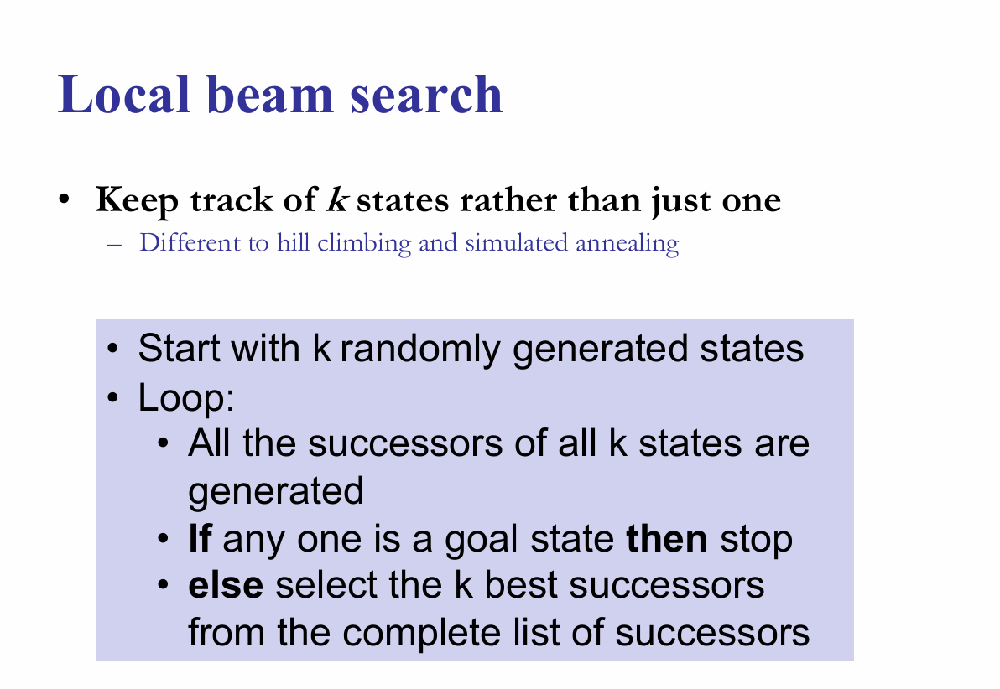 Local beam search
• Keep track of k states rather than just one
– Different to hill climbing and simulated annealing
• Start with k randomly generated states
• Loop:
• All the successors of all k states are
generated
• If any one is a goal state then stop
• else select the k best successors
from the complete list of successors